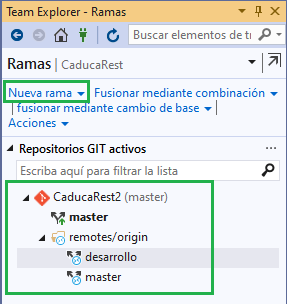 Team Explorer - Ramas
Buscar elementos de tr
Ramas | CaducaRest
Nueva rama | Fusionar mediante combinación
| fusionar mediante cambio de base |
Acciones
Repositorios GIT activos
Escriba aquí para filtrar la lista
CaducaRest2 (master)
master
remotes/origin
desarrollo
master